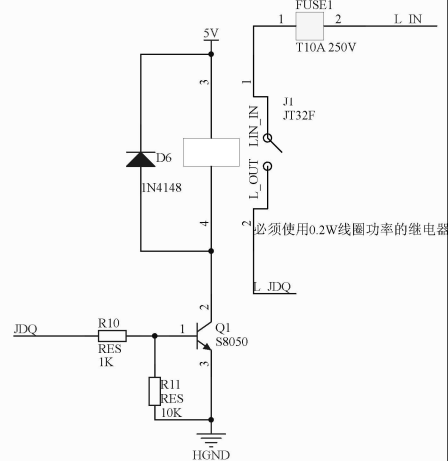 FUSE1
1 2 L_IN
T10A 250V
5V
3
1
J1
JT32F
LIN_IN
D6
1N4148
L_OUT
4
2
必须使用0.2W线圈功率的继电器
L_JDQ
2
JDQ
R10
RES
1K
1
Q1
S8050
3
R11
RES
10K
HGND